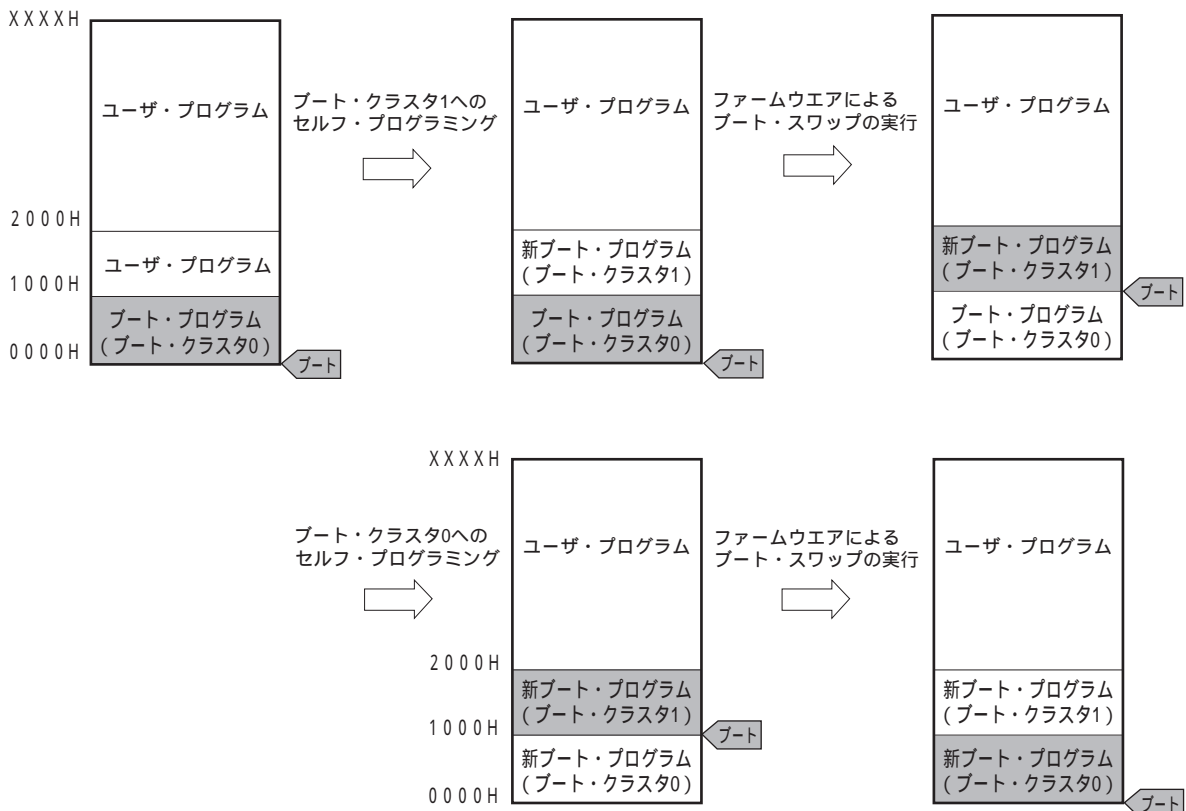 XXXXH
ユーザ・プログラム
2000H
ユーザ・プログラム
1000H
ブート・プログラム
(ブート・クラスタ0)
0000H
ブート
ブート・クラスタ1への
セルフ・プログラミング
ユーザ・プログラム
新ブート・プログラム
(ブート・クラスタ1)
ブート・プログラム
(ブート・クラスタ0)
ブート
ファームウエアによる
ブート・スワップの実行
ユーザ・プログラム
新ブート・プログラム
(ブート・クラスタ1)
ブート
ブート・プログラム
(ブート・クラスタ0)
ブート・クラスタ0への
セルフ・プログラミング
XXXXH
ユーザ・プログラム
2000H
新ブート・プログラム
(ブート・クラスタ1)
1000H
ブート
新ブート・プログラム
(ブート・クラスタ0)
0000H
ファームウエアによる
ブート・スワップの実行
ユーザ・プログラム
新ブート・プログラム
(ブート・クラスタ1)
新ブート・プログラム
(ブート・クラスタ0)
ブート